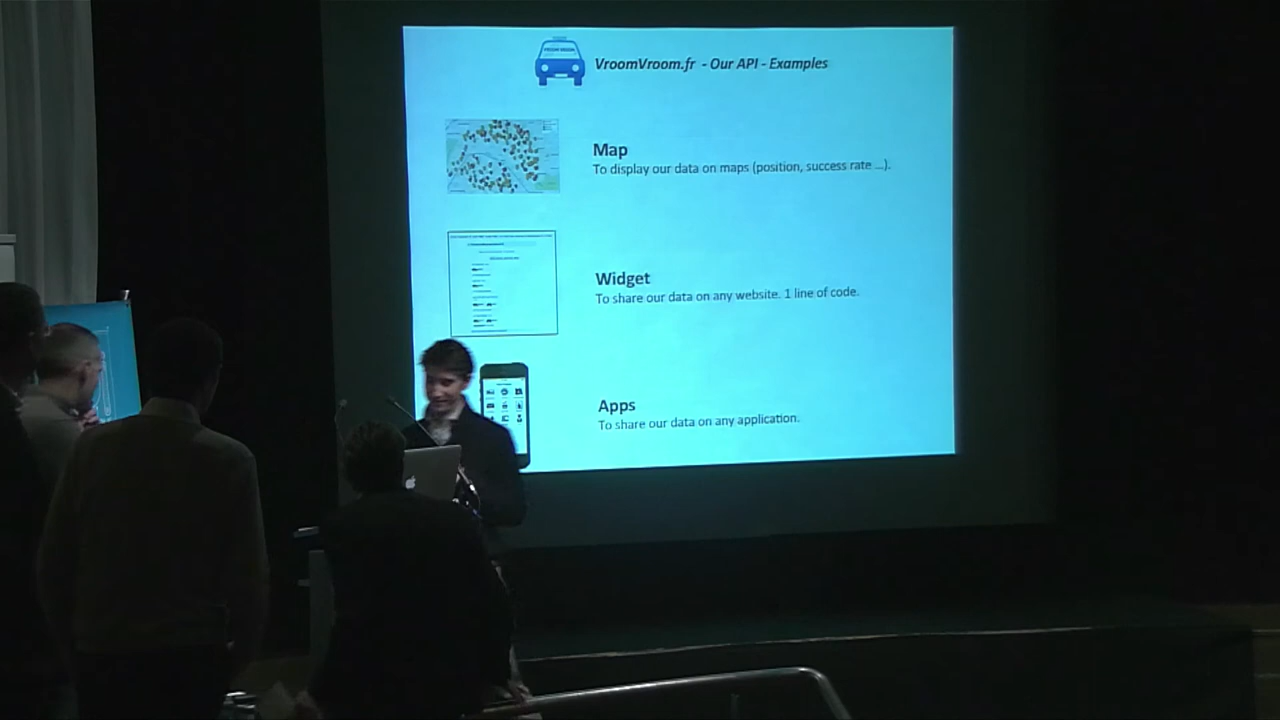 VroomVroom.fr - Our API - Examples
Map
To display our data on maps (position, success rate ...).
Widget
To share our data on any website. 1 line of code.
Apps
To share our data on any application.